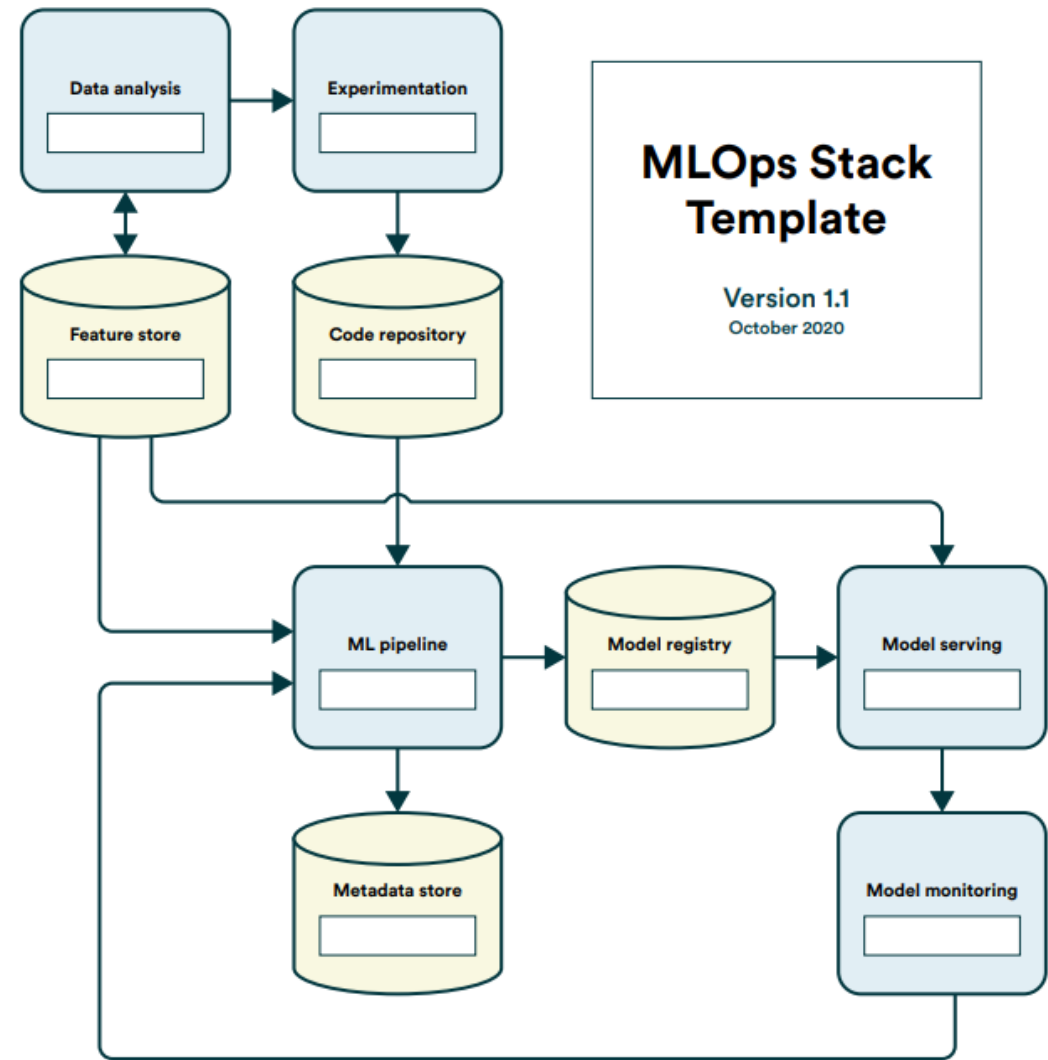 Data analysis
Experimentation
MLOps Stack
Template
Version 1.1
October 2020
Feature store
Code repository
ML pipeline
Model registry
Model serving
Metadata store
Model monitoring